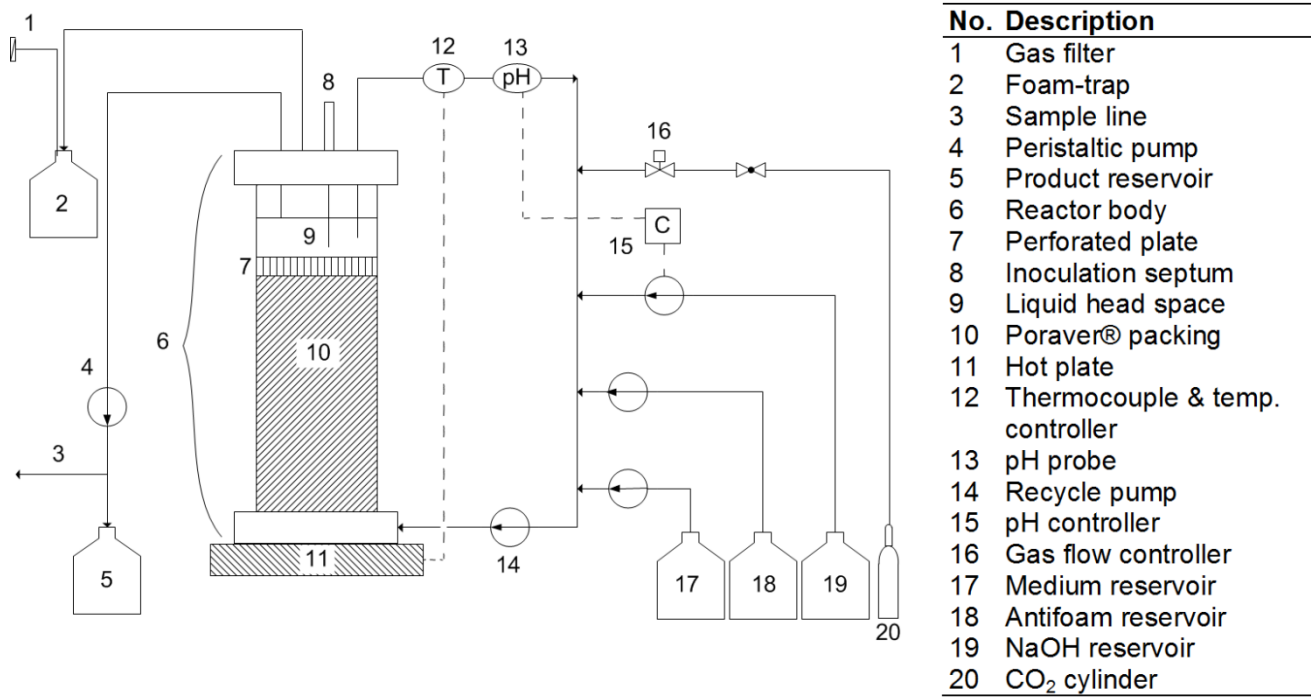 1
12
13
T
pH
8
16
2
9
15
C
7
6
10
4
3
11
14
5
17
18
19
20
No. Description
1 Gas filter
2 Foam-trap
3 Sample line
4 Peristaltic pump
5 Product reservoir
6 Reactor body
7 Perforated plate
8 Inoculation septum
9 Liquid head space
10 Poraver® packing
11 Hot plate
12 Thermocouple & temp.
controller
13 pH probe
14 Recycle pump
15 pH controller
16 Gas flow controller
17 Medium reservoir
18 Antifoam reservoir
19 NaOH reservoir
20 CO₂ cylinder